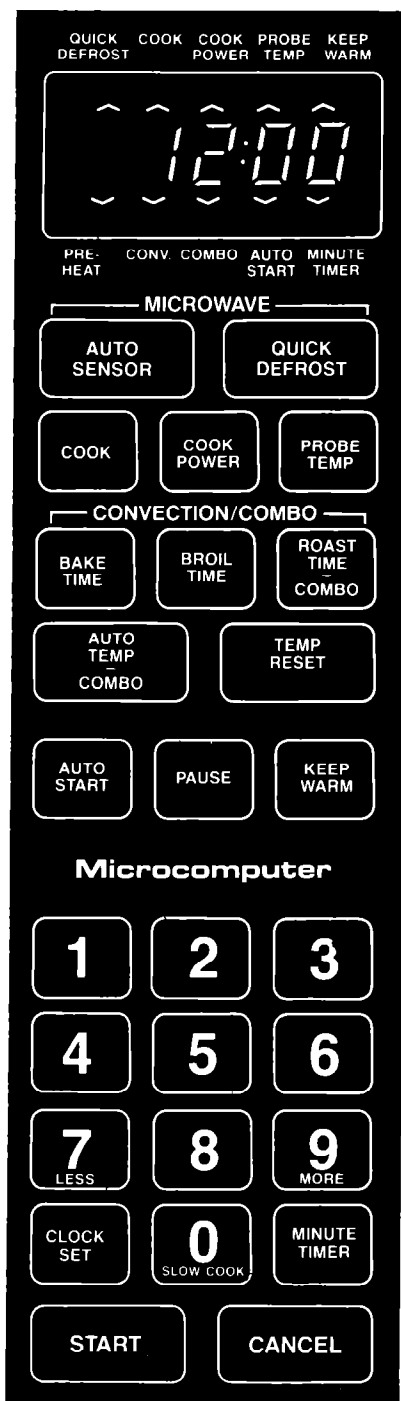 QUICK DEFROST
COOK
COOK POWER
PROBE TEMP
KEEP WARM
12:00
PRE-HEAT
CONV.
COMBO
AUTO START
MINUTE TIMER
MICROWAVE
AUTO SENSOR
QUICK DEFROST
COOK
COOK POWER
PROBE TEMP
CONVECTION/COMBO
BAKE TIME
BROIL TIME
ROAST TIME - COMBO
AUTO TEMP - COMBO
TEMP RESET
AUTO START
PAUSE
KEEP WARM
Microcomputer
1 2 3
4 5 6
7 LESS
8
9 MORE
CLOCK SET
0 SLOW COOK
MINUTE TIMER
START
CANCEL